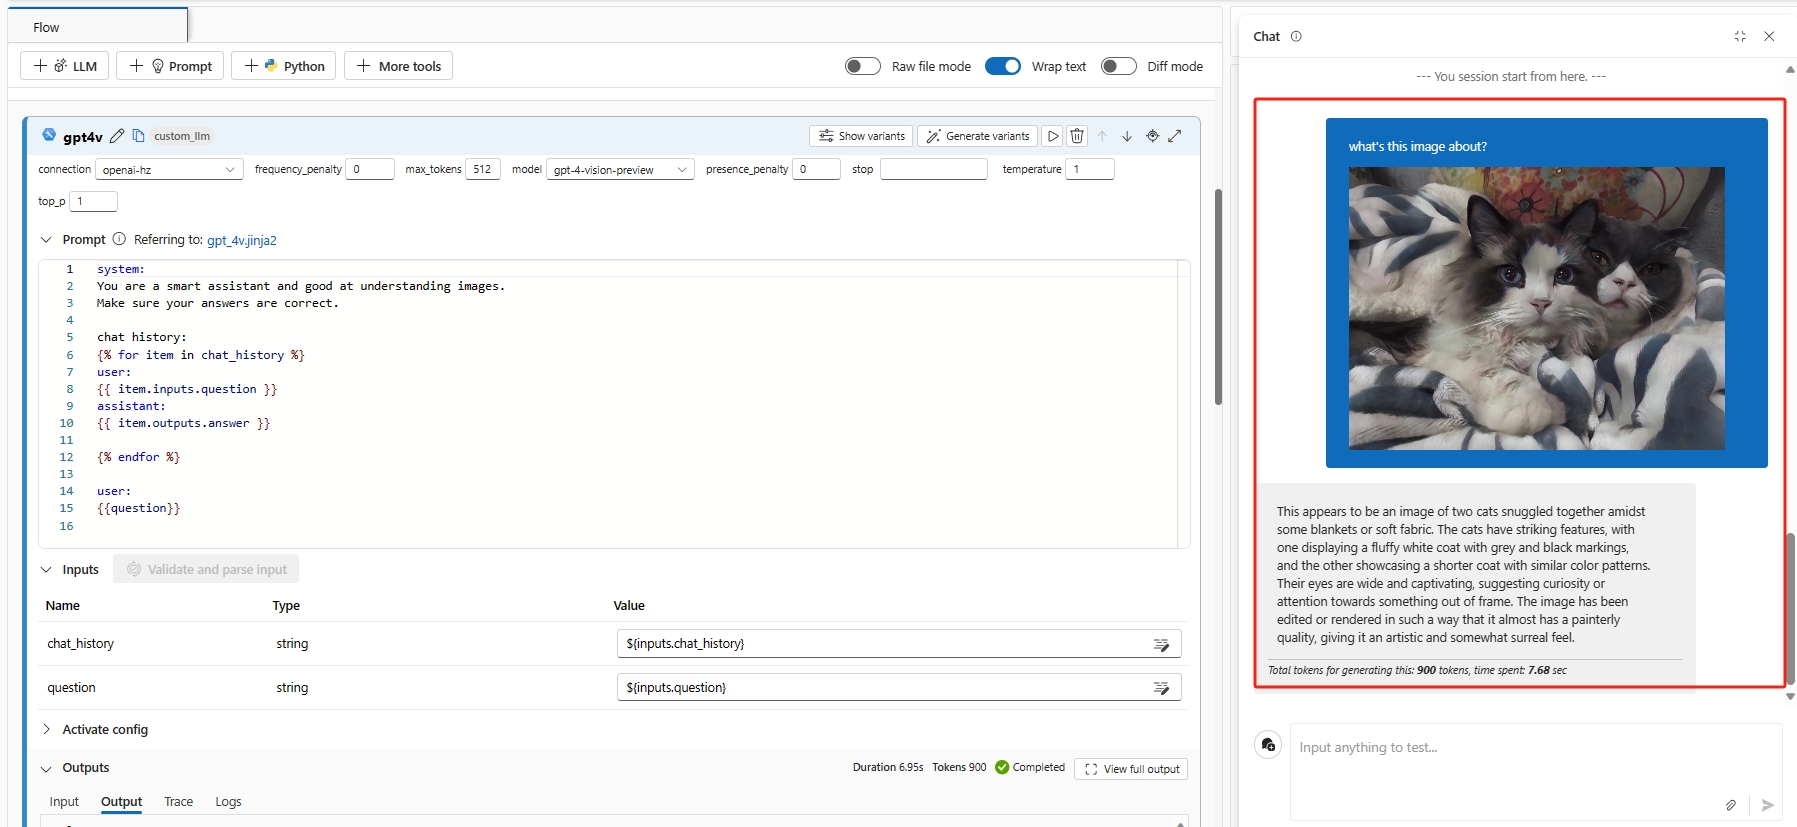 Flow
LLM
Prompt
Python
More tools
Raw file mode
Wrap text
Diff mode
gpt4v
custom_llm
Show variants
Generate variants
connection openai-hz
frequency_penalty 0
max_tokens 512
model gpt-4-vision-preview
presence_penalty 0
stop
temperature 1
top_p 1
Prompt Referring to: gpt_4v.jinja2
1 system:
2 You are a smart assistant and good at understanding images.
3 Make sure your answers are correct.
4
5 chat history:
6 {% for item in chat_history %}
7 user:
8 {{ item.inputs.question }}
9 assistant:
10 {{ item.outputs.answer }}
11
12 {% endfor %}
13
14 user:
15 {{question}}
16
Inputs Validate and parse input
Name Type Value
chat_history string ${inputs.chat_history}
question string ${inputs.question}
Activate config
Outputs
Duration 6.95s Tokens 900 Completed View full output
Input Output Trace Logs
Chat
--- You session start from here. ---
what's this image about?
This appears to be an image of two cats snuggled together amidst
some blankets or soft fabric. The cats have striking features, with
one displaying a fluffy white coat with grey and black markings,
and the other showcasing a shorter coat with similar color patterns.
Their eyes are wide and captivating, suggesting curiosity or
attention towards something out of frame. The image has been
edited or rendered in such a way that it almost has a painterly
quality, giving it an artistic and somewhat surreal feel.
Total tokens for generating this: 900 tokens, time spent: 7.68 sec
Input anything to test...